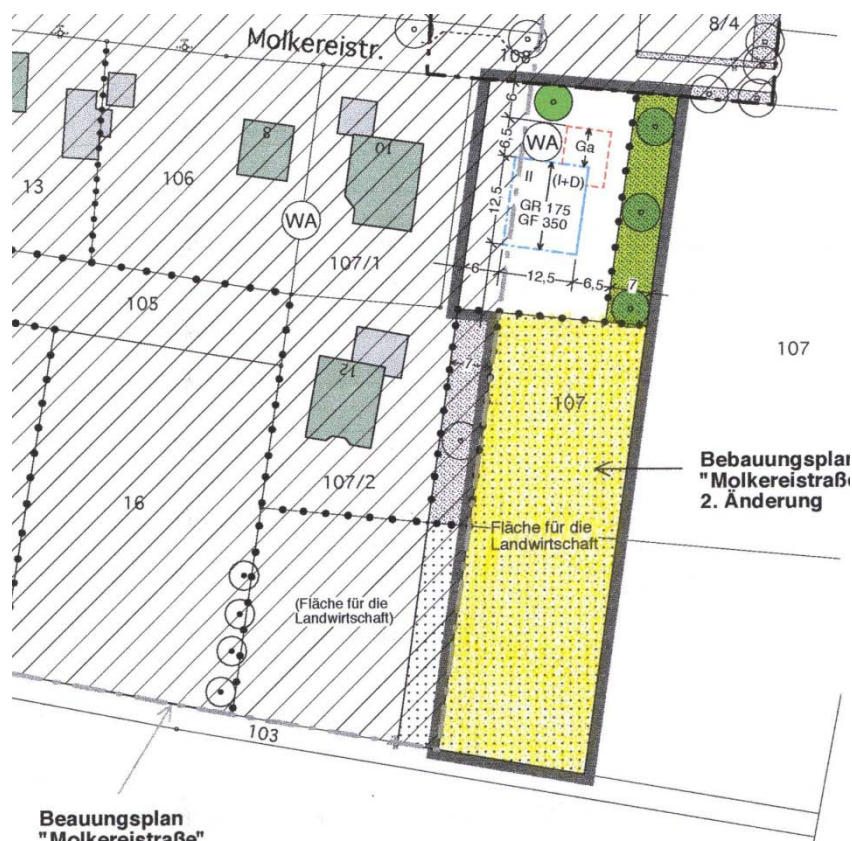 8/4
Molkereistr.
108
6
8
10
6,5
WA
Ga
13
106
II
(I+D)
12,5
GR 175
GF 350
WA
107/1
6
12,5
6,5
7
105
107
12
7
107
Bebauungsplan
"Molkereistraße
2. Änderung
107/2
16
Fläche für die
Landwirtschaft
(Fläche für die
Landwirtschaft)
103
Beauungsplan
"Molkereistraße"